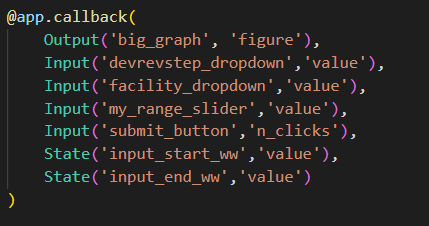 @app.callback(
    Output('big_graph', 'figure'),
    Input('devrevstep_dropdown','value'),
    Input('facility_dropdown','value'),
    Input('my_range_slider','value'),
    Input('submit_button','n_clicks'),
    State('input_start_ww','value'),
    State('input_end_ww','value')
)